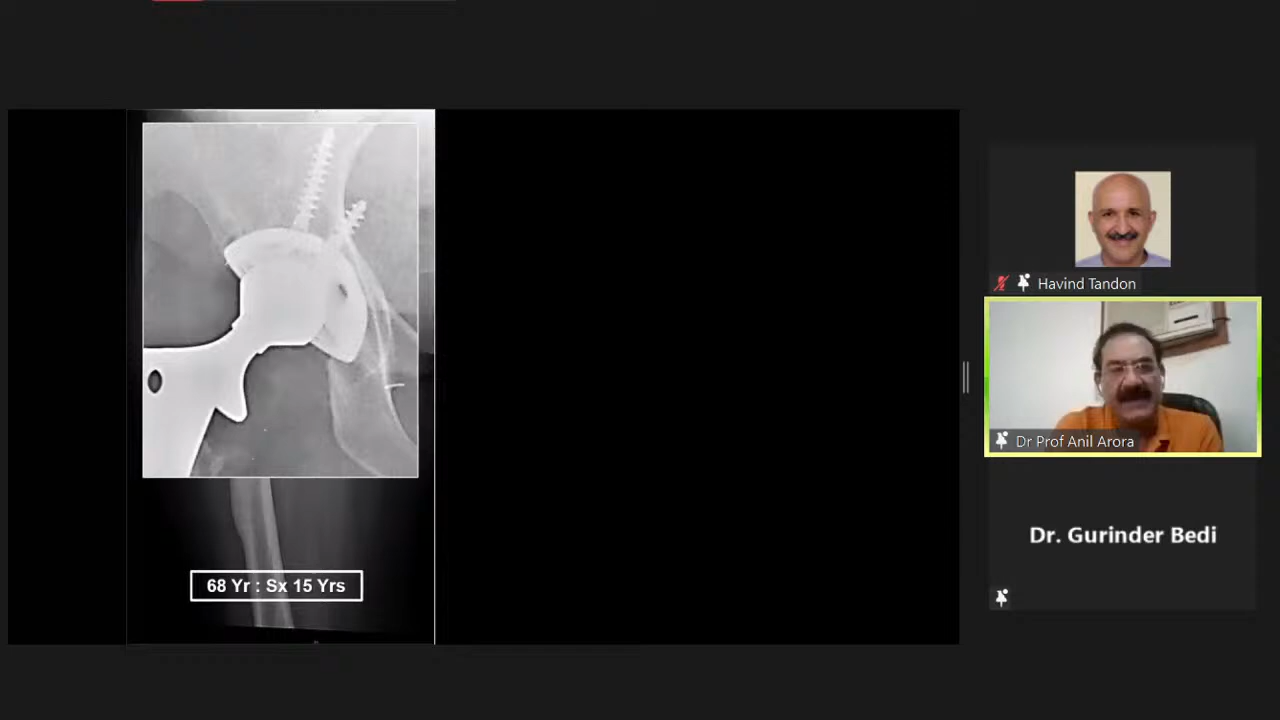 68 Yr : Sx 15 Yrs
Havind Tandon
Dr Prof Anil Arora
Dr. Gurinder Bedi